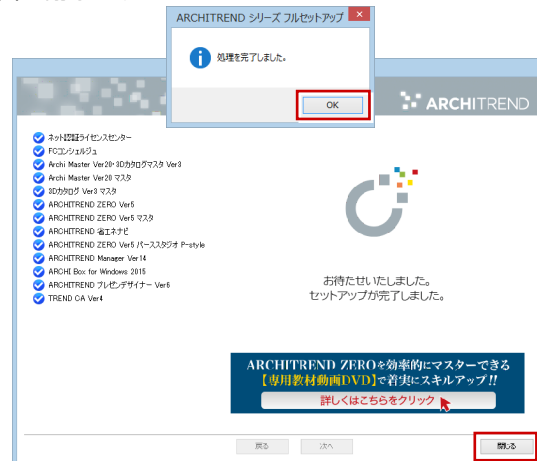 ARCHITREND シリーズ フルセットアップ
処理を完了しました。
OK
ARCHITREND
ネット認証ライセンスセンター
FCコンシェルジュ
Archi Master Ver20・3Dカタログマスタ Ver3
Archi Master Ver20 マスタ
3Dカタログ Ver3 マスタ
ARCHITREND ZERO Ver5
ARCHITREND ZERO Ver5 マスタ
ARCHITREND 省エネナビ
ARCHITREND ZERO Ver5 パーススタジオ P-style
ARCHITREND Manager Ver14
ARCHI Box for Windows 2015
ARCHITREND プレゼンデザイナー Ver6
TREND CA Ver4
お待たせいたしました。
セットアップが完了しました。
ARCHITREND ZEROを効率的にマスターできる
【専用教材動画DVD】で着実にスキルアップ!!
詳しくはこちらをクリック
戻る
次へ
閉じる